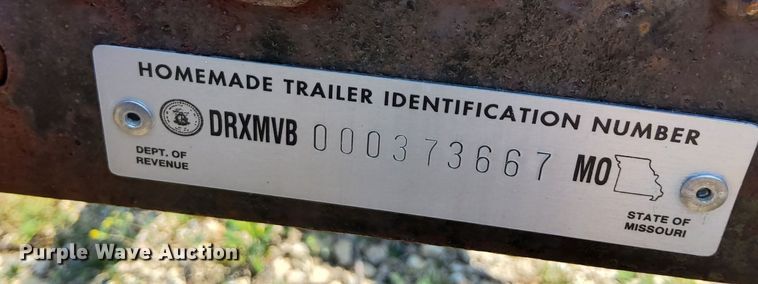 HOMEMADE TRAILER IDENTIFICATION NUMBER
DRXMVB 000373667 MO
DEPT. OF
REVENUE
STATE OF
MISSOURI
Purple Wave Auction